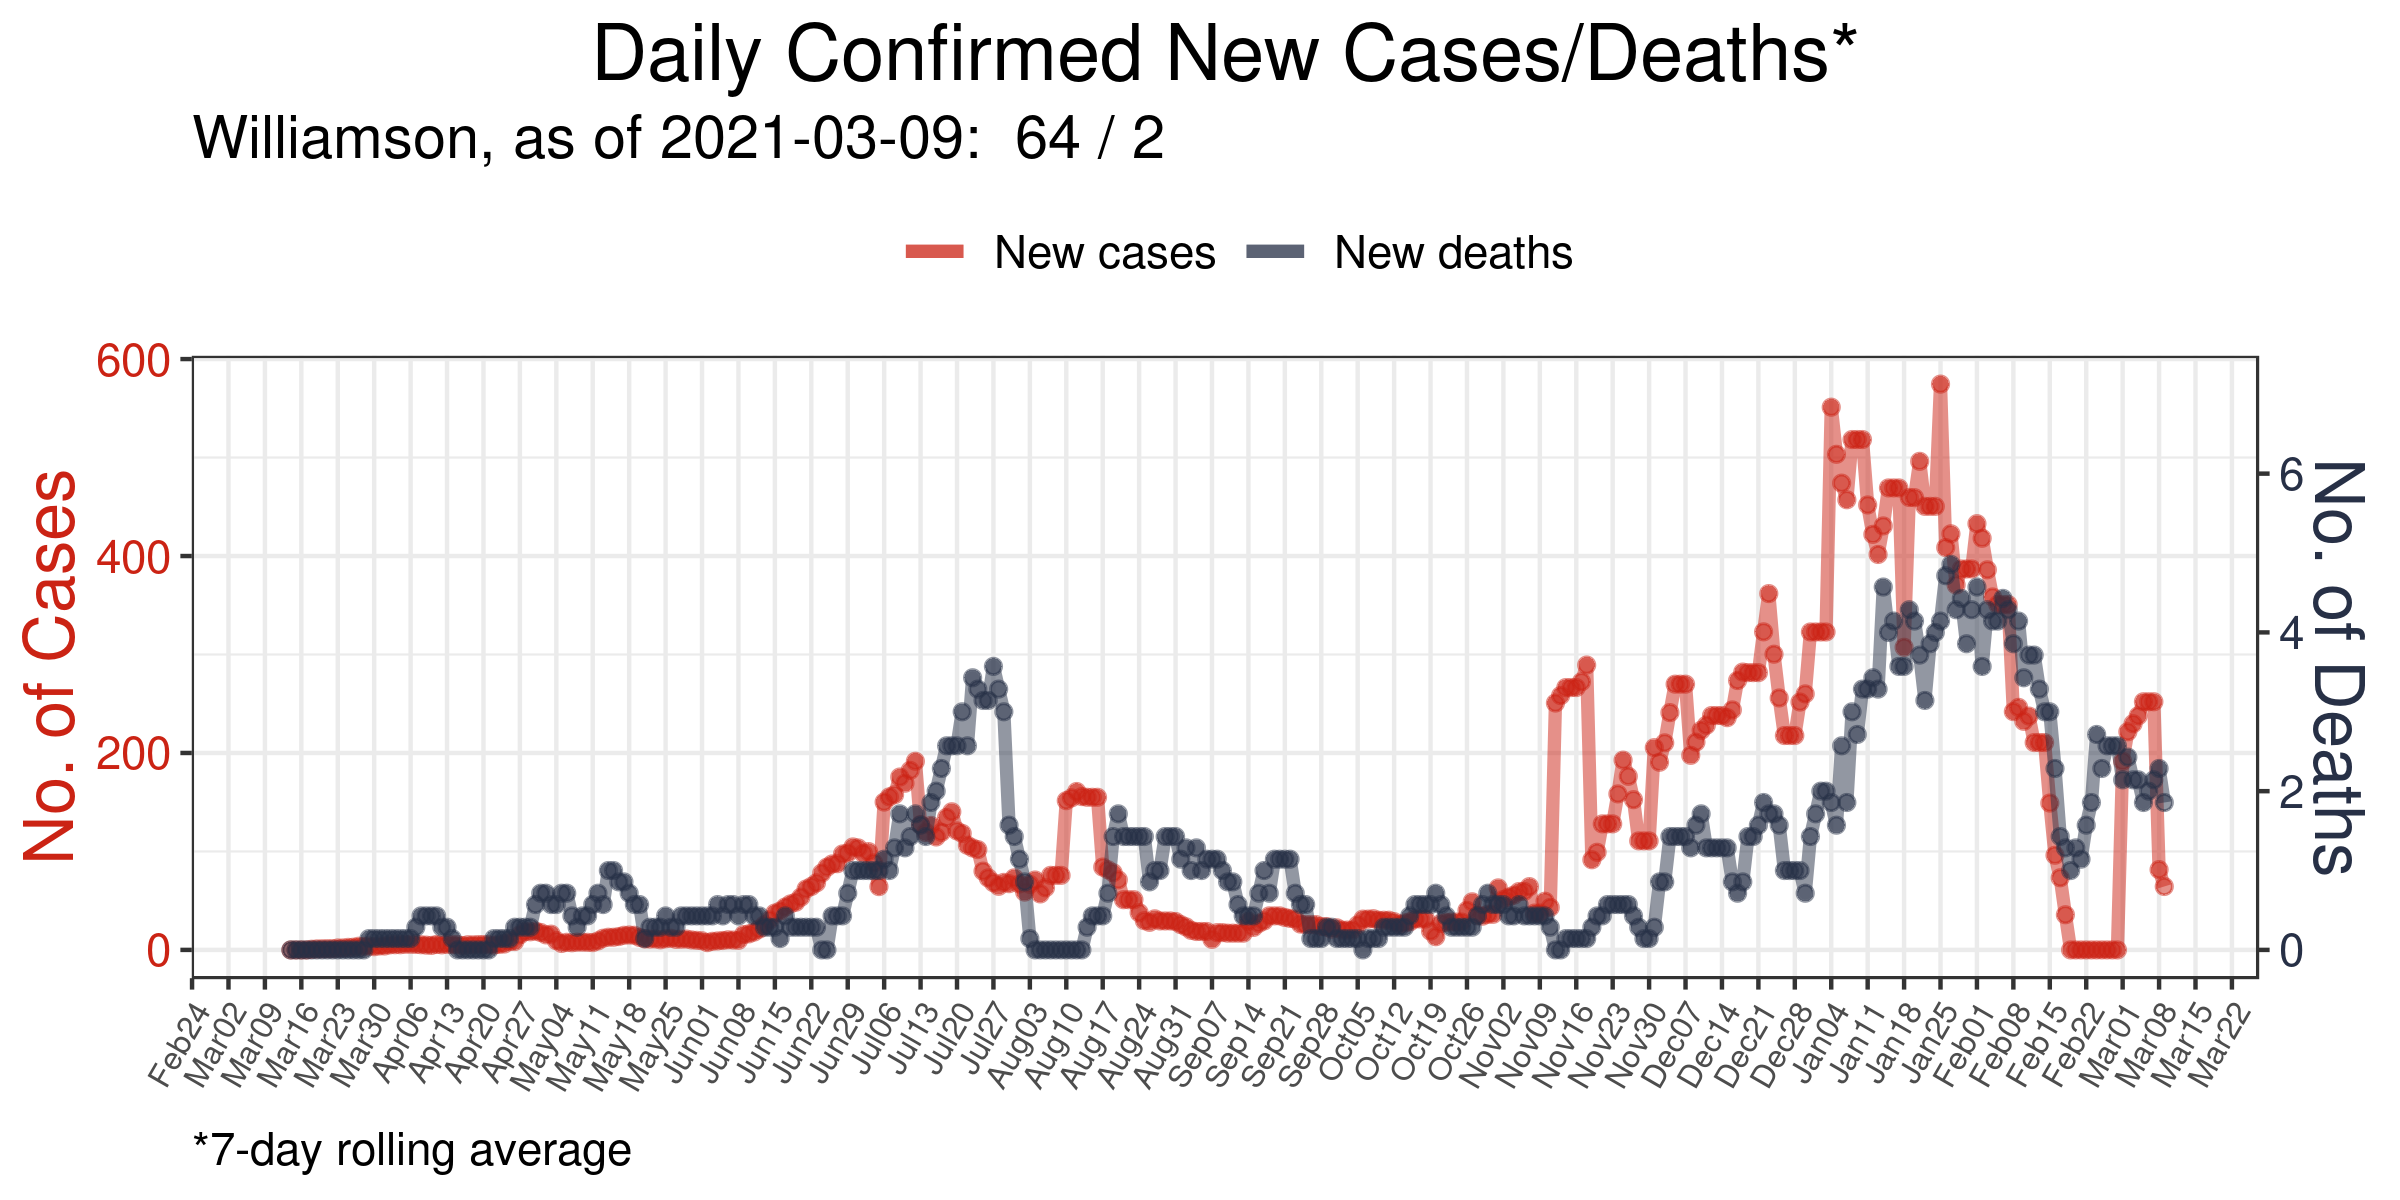 Daily Confirmed New Cases/Deaths*
Williamson, as of 2021-03-09:  64 / 2
New cases
New deaths
No. of Cases
600
400
200
0
6
4
2
0
No. of Deaths
Feb24
Mar02
Mar09
Mar16
Mar23
Mar30
Apr06
Apr13
Apr20
Apr27
May04
May11
May18
May25
Jun01
Jun08
Jun15
Jun22
Jun29
Jul06
Jul13
Jul20
Jul27
Aug03
Aug10
Aug17
Aug24
Aug31
Sep07
Sep14
Sep21
Sep28
Oct05
Oct12
Oct19
Oct26
Nov02
Nov09
Nov16
Nov23
Nov30
Dec07
Dec14
Dec21
Dec28
Jan04
Jan11
Jan18
Jan25
Feb01
Feb08
Feb15
Feb22
Mar01
Mar08
Mar15
Mar22
*7-day rolling average